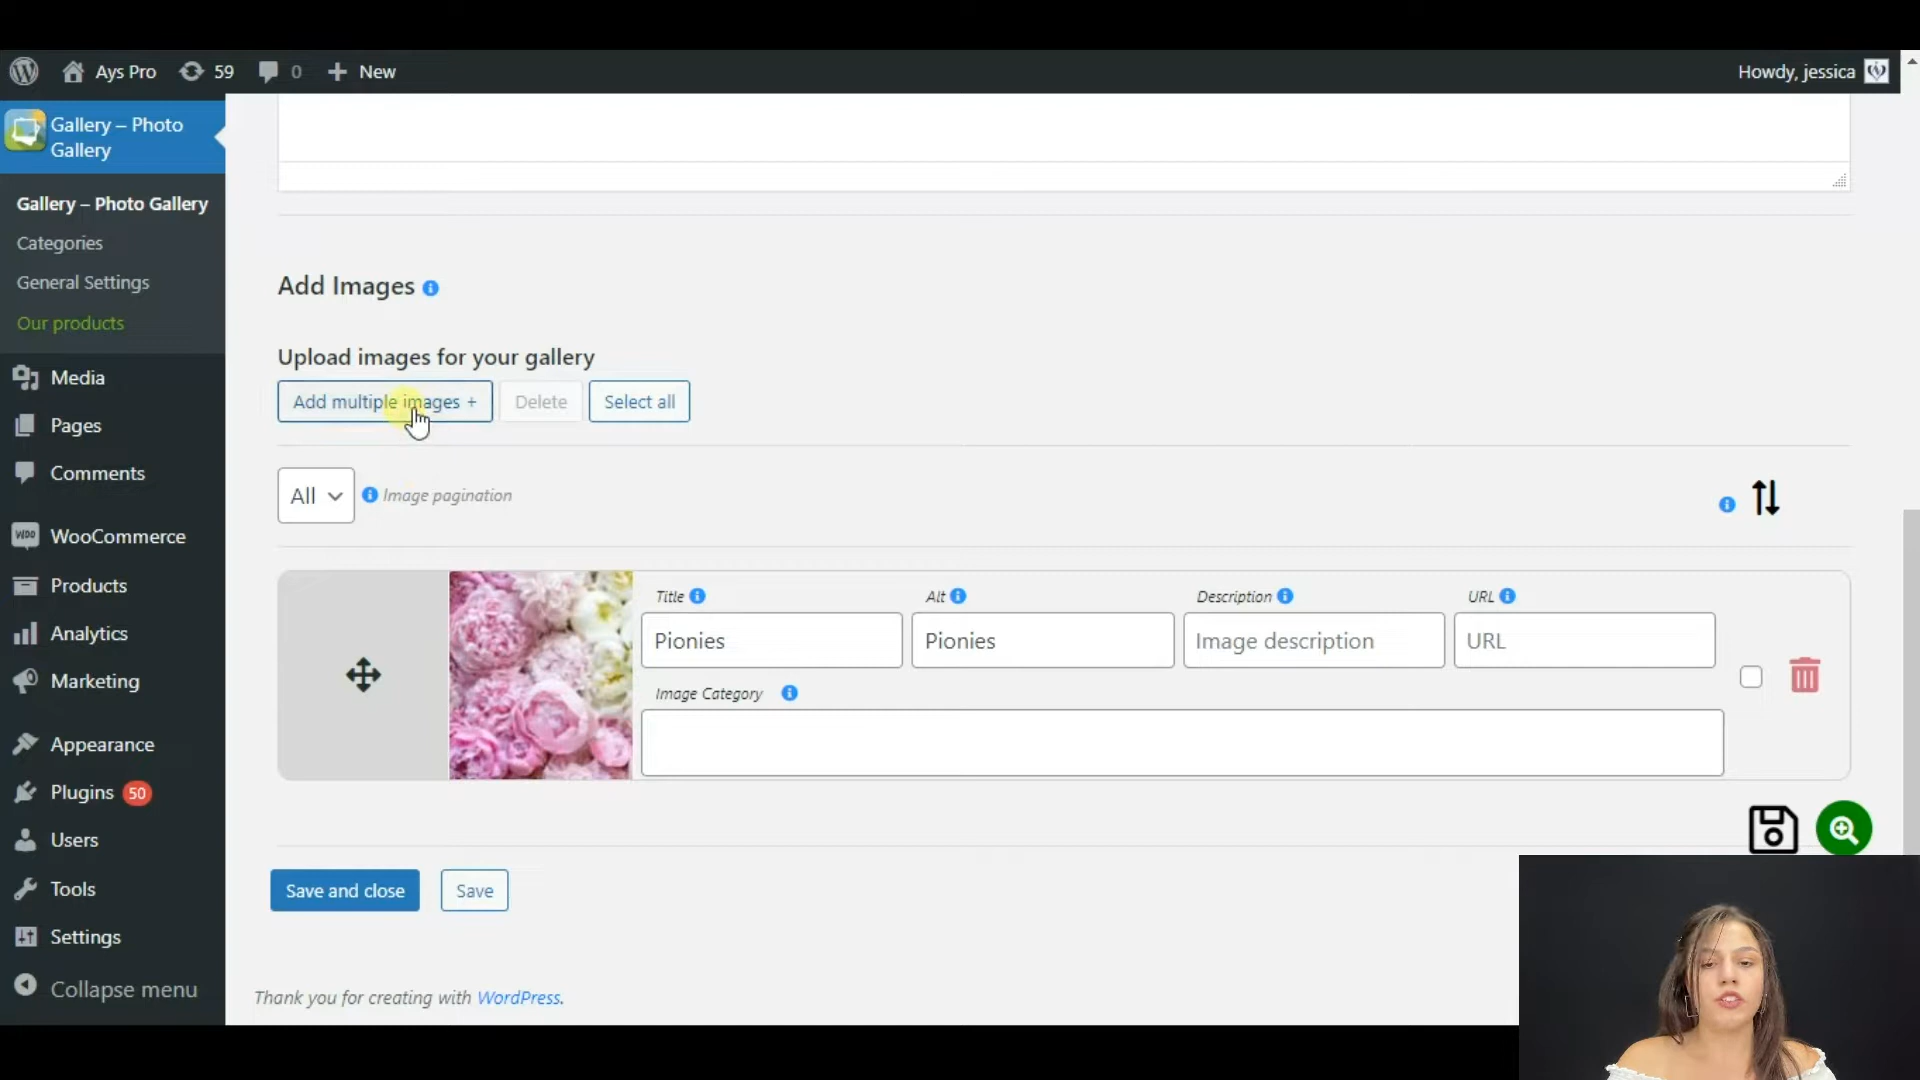 Ays Pro 59 0 New Howdy, jessica
Gallery – Photo
Gallery
Gallery – Photo Gallery
Categories
General Settings
Our products
Media
Pages
Comments
WOO WooCommerce
Products
Analytics
Marketing
Appearance
Plugins 50
Users
Tools
Settings
Collapse menu
Add Images
Upload images for your gallery
Add multiple images + Delete Select all
All Image pagination
Title Alt Description URL
Pionies Pionies Image description URL
Image Category
Save and close Save
Thank you for creating with WordPress.